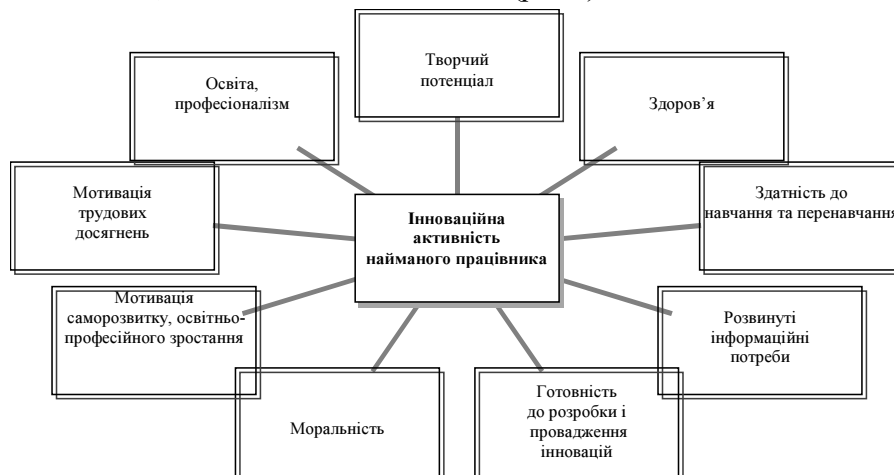 Творчий
потенціал
Освіта,
професіоналізм
Здоров’я
Мотивація
трудових
досягнень
Інноваційна
активність
найманого працівника
Здатність до
навчання та перенавчання
Мотивація
саморозвитку, освітньо-
професійного зростання
Розвинуті
інформаційні
потреби
Моральність
Готовність
до розробки і
провадження
інновацій